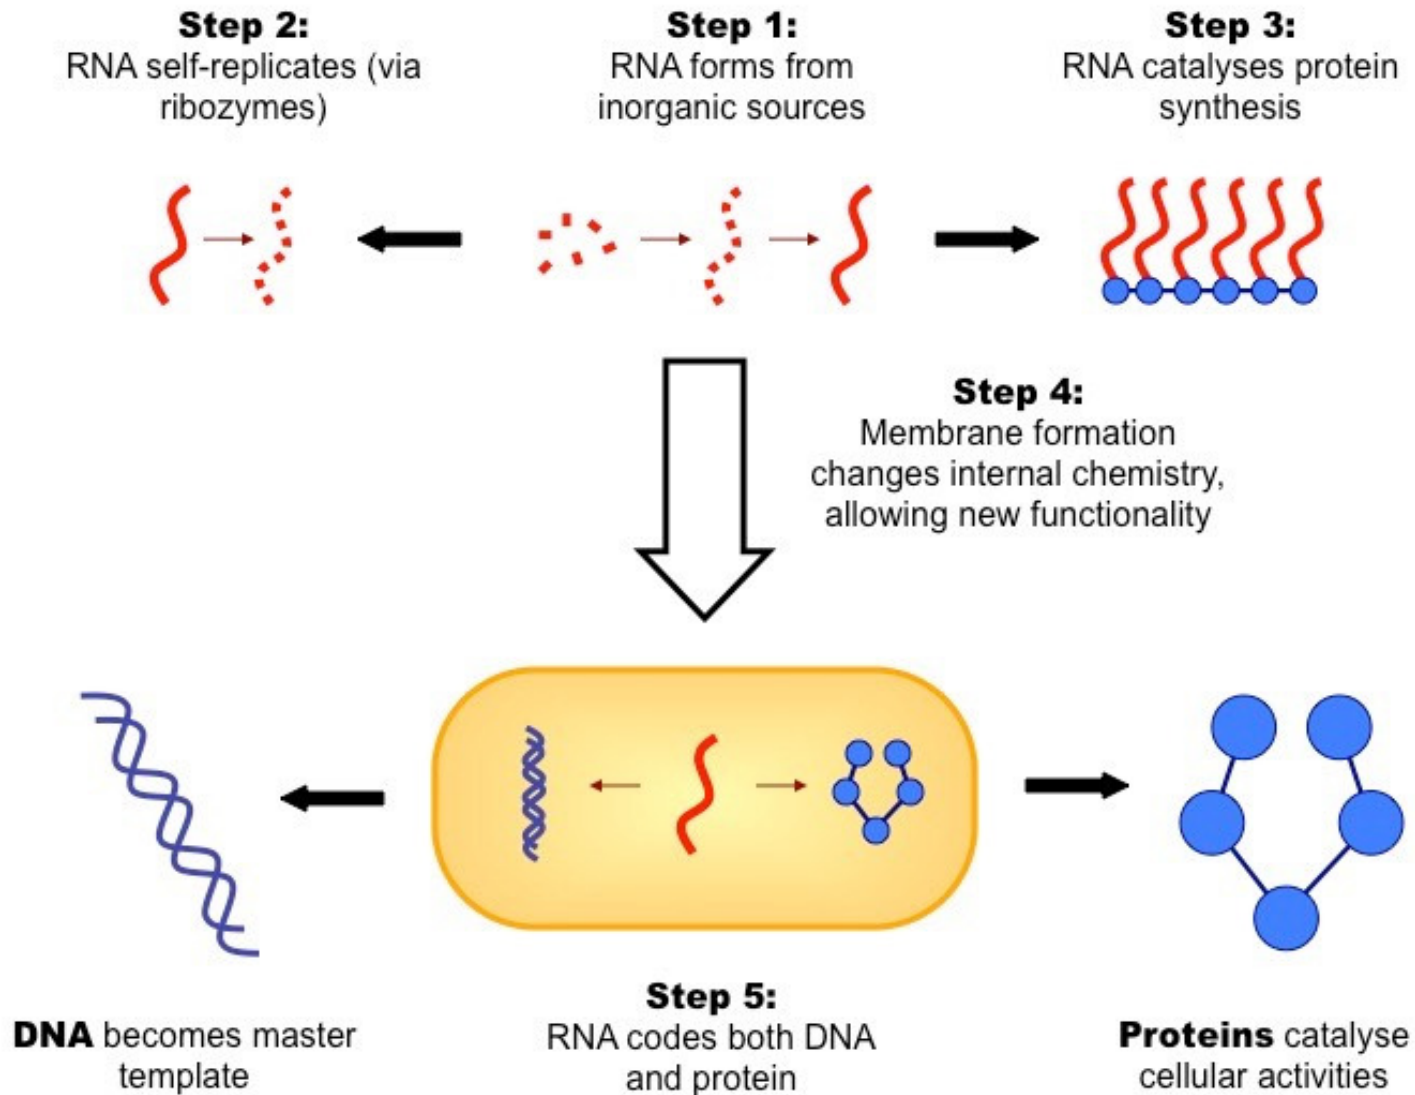 Step 2:
RNA self-replicates (via
ribozymes)
Step 1:
RNA forms from
inorganic sources
Step 3:
RNA catalyses protein
synthesis
Step 4:
Membrane formation
changes internal chemistry,
allowing new functionality
DNA becomes master
template
Step 5:
RNA codes both DNA
and protein
Proteins catalyse
cellular activities